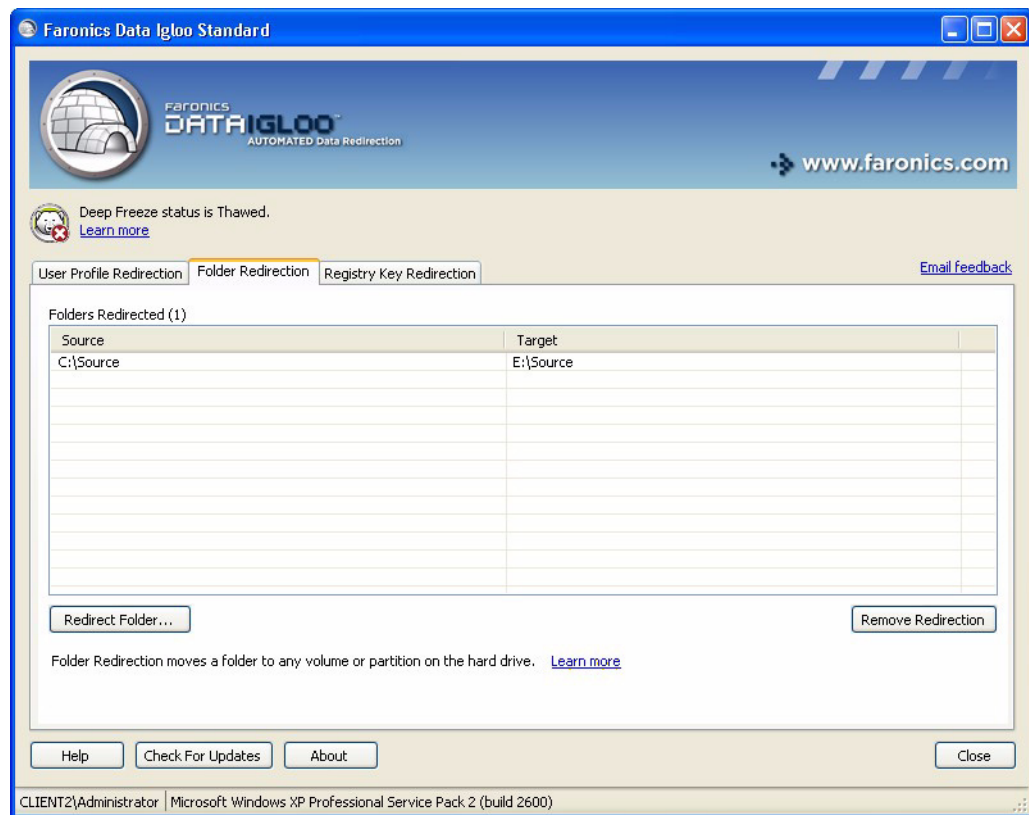 Faronics Data Igloo Standard
Faronics
DATAIGLOO™
AUTOMATED Data Redirection
www.faronics.com
Deep Freeze status is Thawed.
Learn more
User Profile Redirection Folder Redirection Registry Key Redirection Email feedback
Folders Redirected (1)
Source Target
C:\Source E:\Source
Redirect Folder... Remove Redirection
Folder Redirection moves a folder to any volume or partition on the hard drive. Learn more
Help Check For Updates About Close
CLIENT2\Administrator Microsoft Windows XP Professional Service Pack 2 (build 2600)